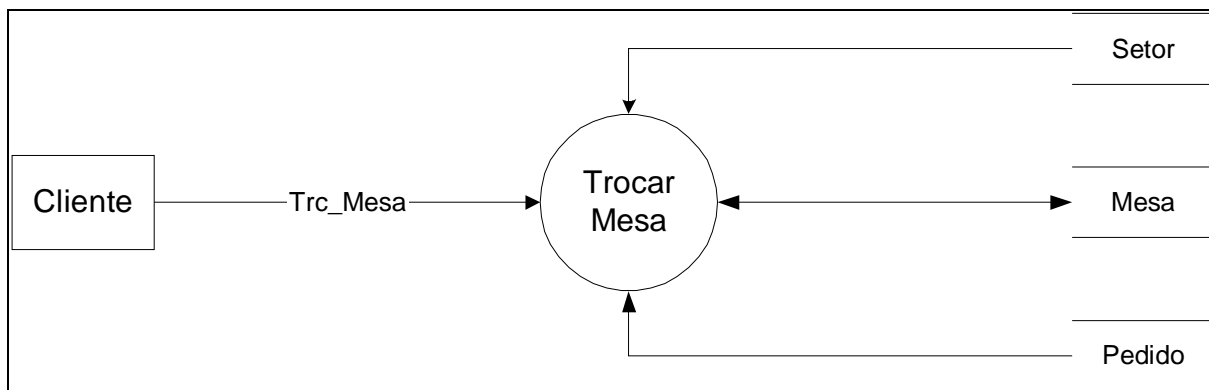 Setor
Cliente
Trc_Mesa
Trocar
Mesa
Mesa
Pedido